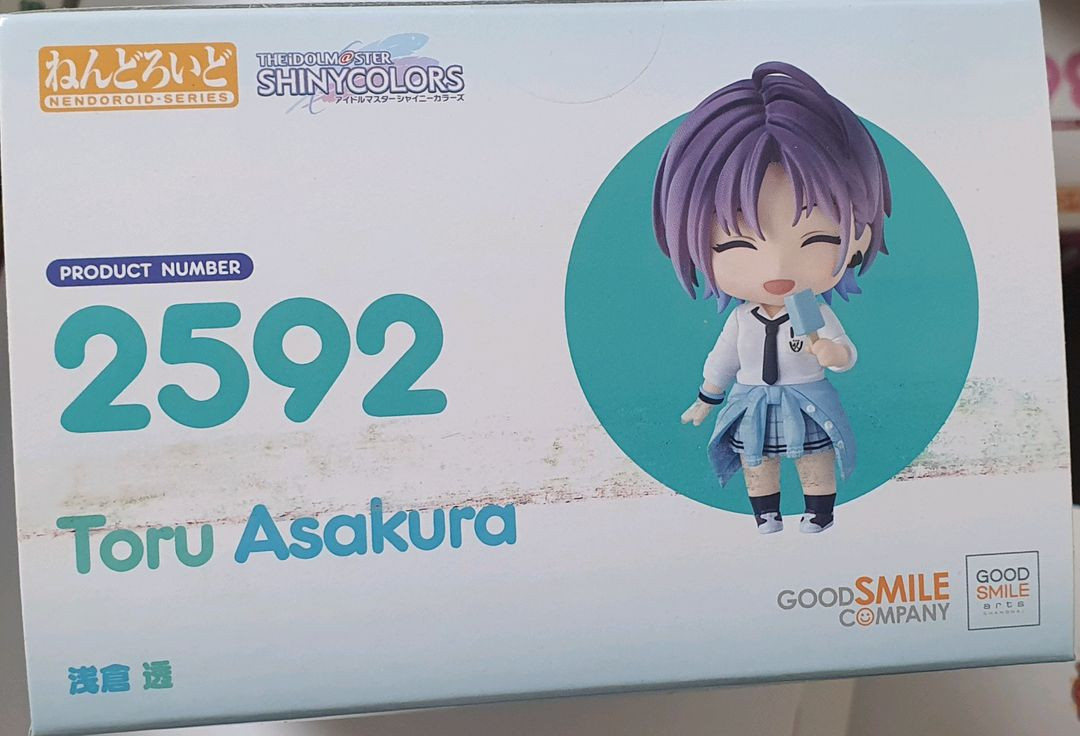 ねんどろいど
NENDOROID-SERIES
THE iDOLM@STER
SHINYCOLORS
アイドルマスター シャイニーカラーズ
PRODUCT NUMBER
2592
Toru Asakura
GOODSMILE
COMPANY
GOOD
SMILE
arts
SHANGHAI
浅倉 透